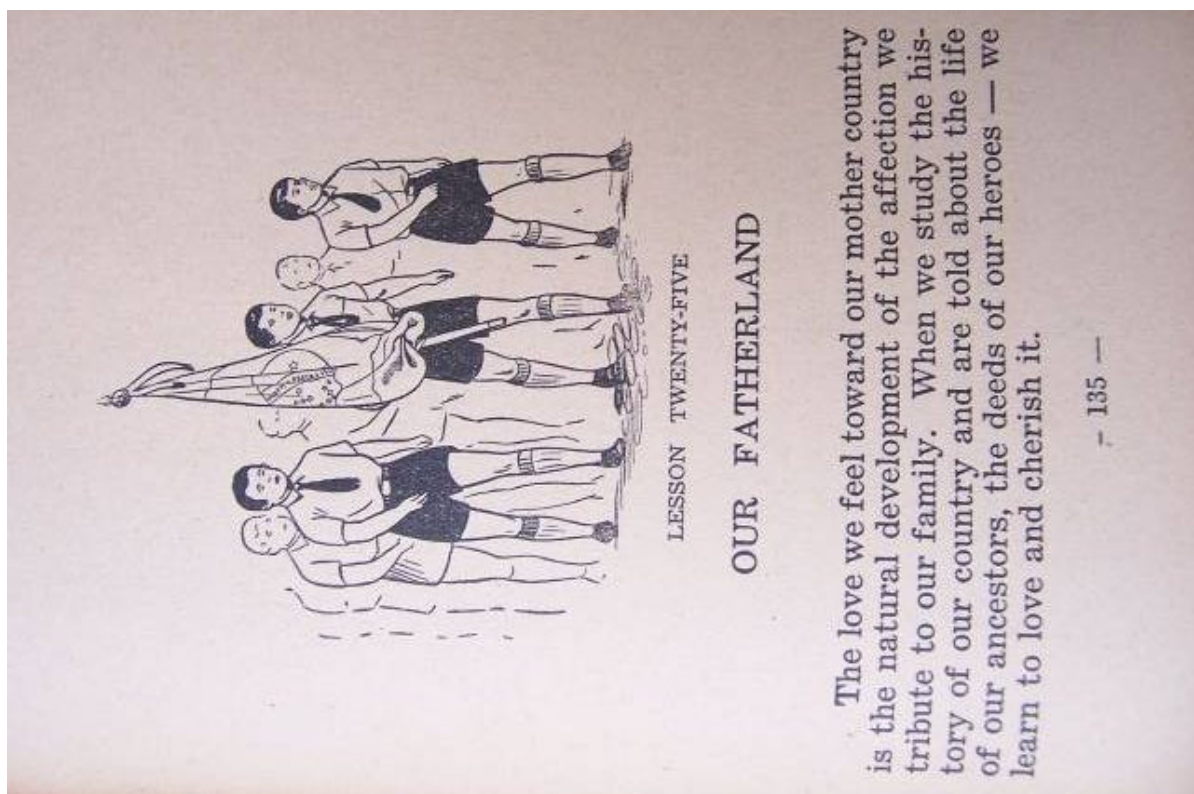 LESSON TWENTY-FIVE
OUR FATHERLAND
The love we feel toward our mother country
is the natural development of the affection we
tribute to our family. When we study the his-
tory of our country and are told about the life
of our ancestors, the deeds of our heroes — we
learn to love and cherish it.
— 135 —